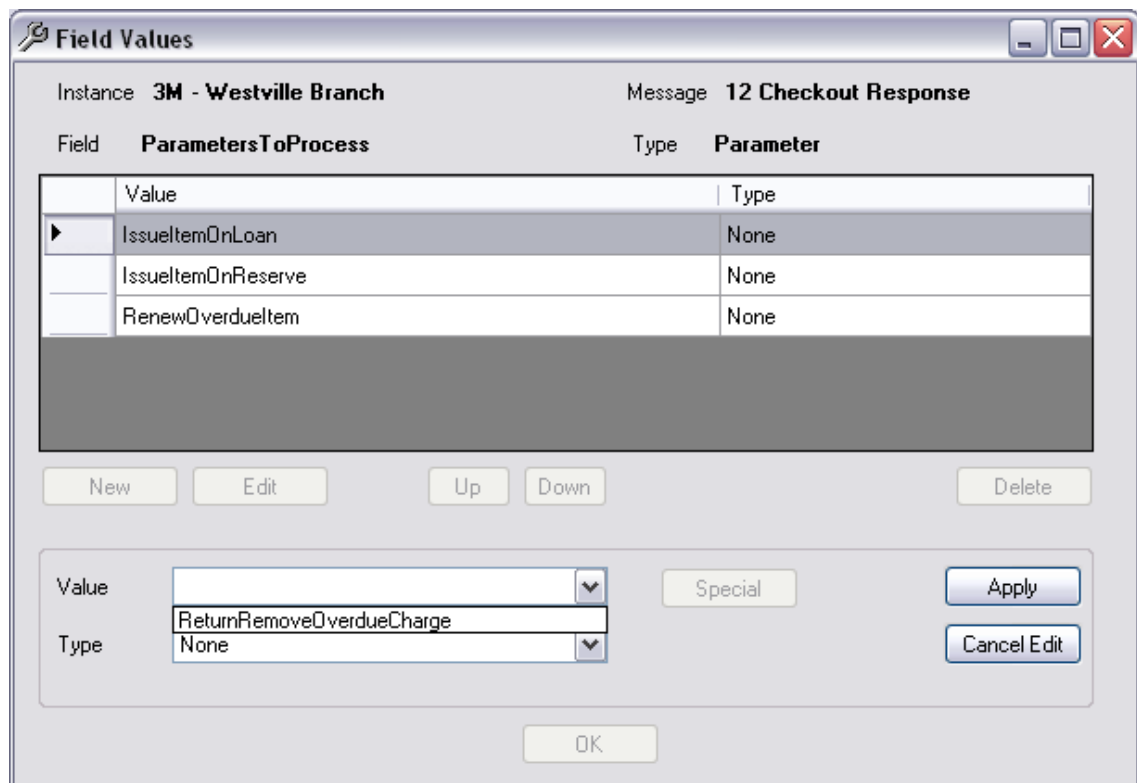 Field Values
Instance 3M - Westville Branch Message 12 Checkout Response
Field ParametersToProcess Type Parameter
Value Type
IssueItemOnLoan None
IssueItemOnReserve None
RenewOverdueItem None
New Edit Up Down Delete
Value Special Apply
ReturnRemoveOverdueCharge
Type None Cancel Edit
OK